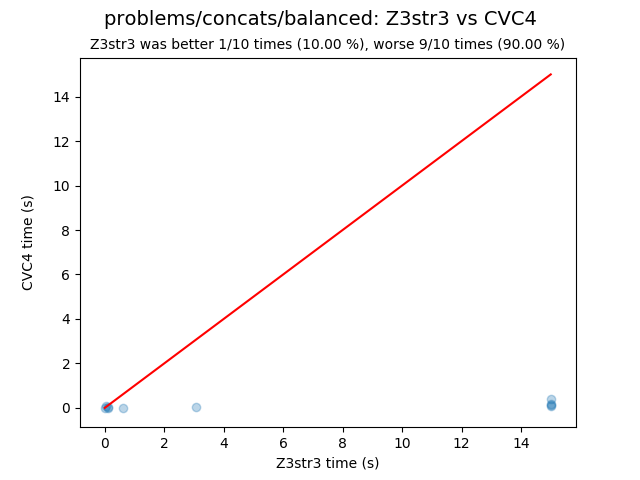 problems/concats/balanced: Z3str3 vs CVC4
Z3str3 was better 1/10 times (10.00 %), worse 9/10 times (90.00 %)
14
12
10
8
6
4
2
0
CVC4 time (s)
0 2 4 6 8 10 12 14
Z3str3 time (s)